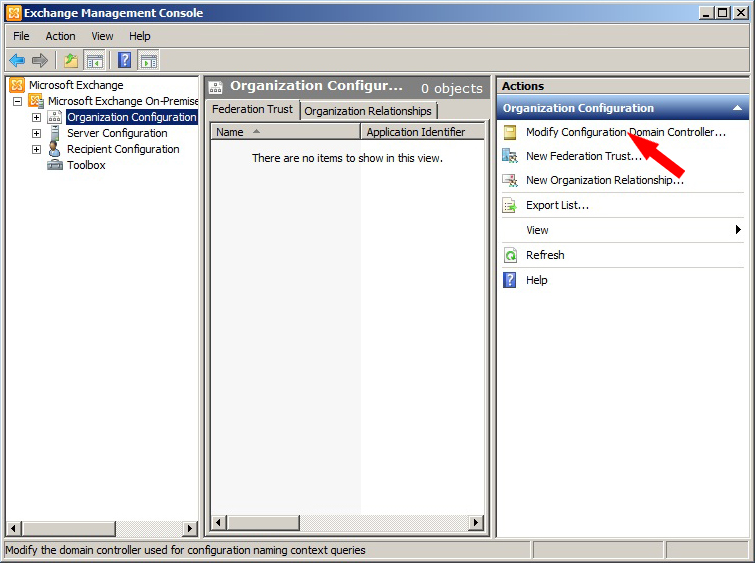 Exchange Management Console
File Action View Help
Microsoft Exchange
Microsoft Exchange On-Premise
Organization Configuration
Server Configuration
Recipient Configuration
Toolbox
Organization Configur... 0 objects
Federation Trust Organization Relationships
Name Application Identifier
There are no items to show in this view.
Actions
Organization Configuration
Modify Configuration Domain Controller...
New Federation Trust...
New Organization Relationship...
Export List...
View
Refresh
Help
Modify the domain controller used for configuration naming context queries